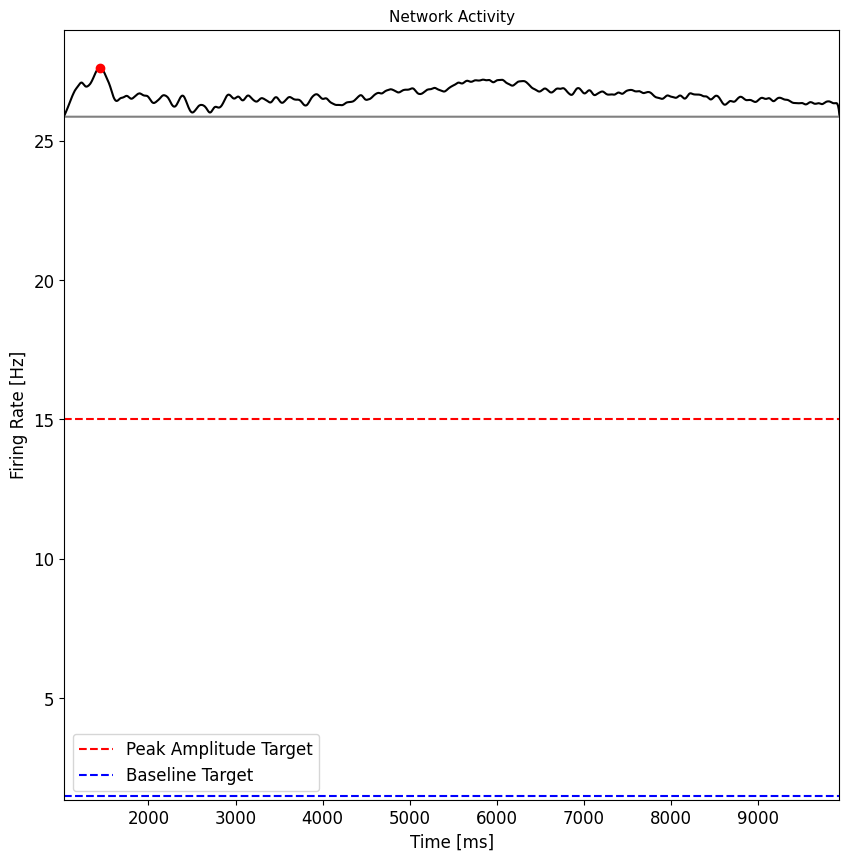 Network Activity
Firing Rate [Hz]
25
20
15
10
5
Peak Amplitude Target
Baseline Target
2000 3000 4000 5000 6000 7000 8000 9000
Time [ms]